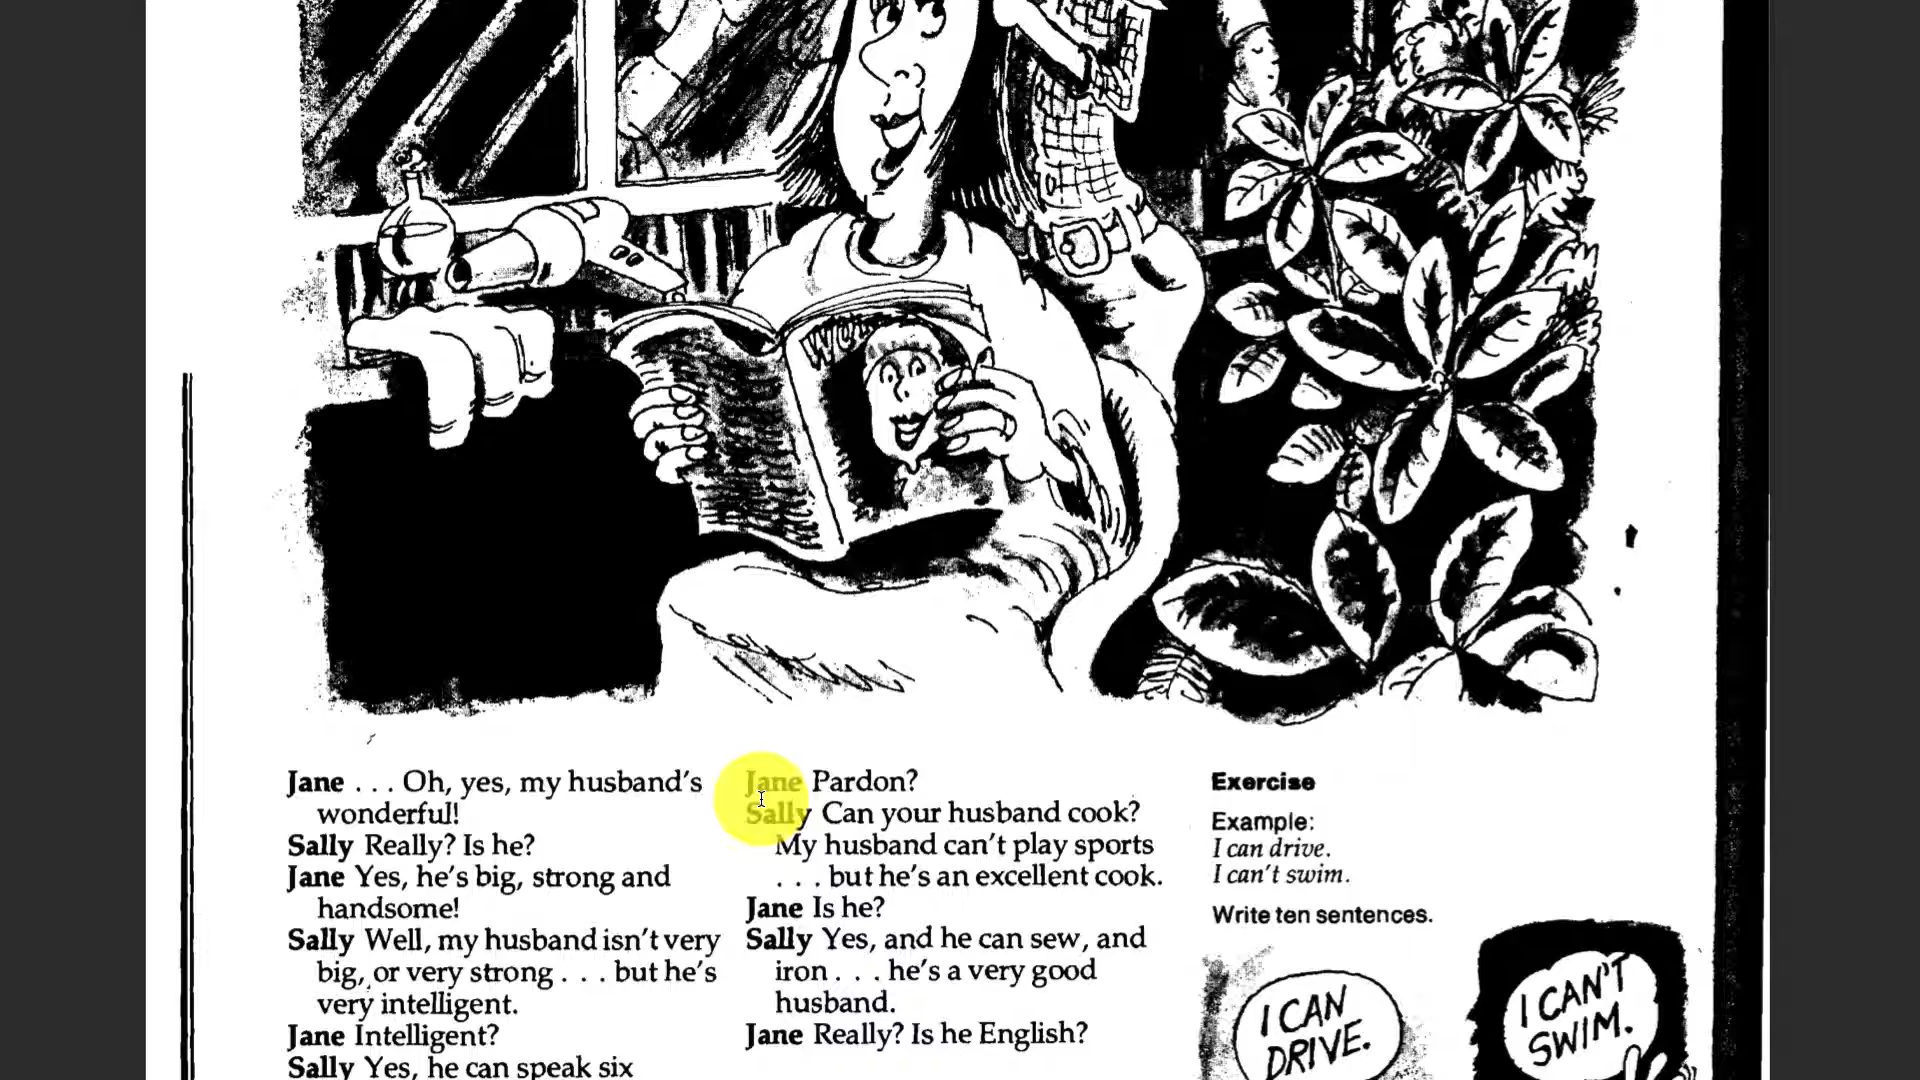 Jane . . . Oh, yes, my husband's
wonderful!
Sally Really? Is he?
Jane Yes, he's big, strong and
handsome!
Sally Well, my husband isn't very
big, or very strong . . . but he's
very intelligent.
Jane Intelligent?
Sally Yes, he can speak six
Jane Pardon?
Sally Can your husband cook?
My husband can't play sports
. . . but he's an excellent cook.
Jane Is he?
Sally Yes, and he can sew, and
iron . . . he's a very good
husband.
Jane Really? Is he English?
Exercise
Example:
I can drive.
I can't swim.
Write ten sentences.
I CAN
DRIVE.
I CAN'T
SWIM.